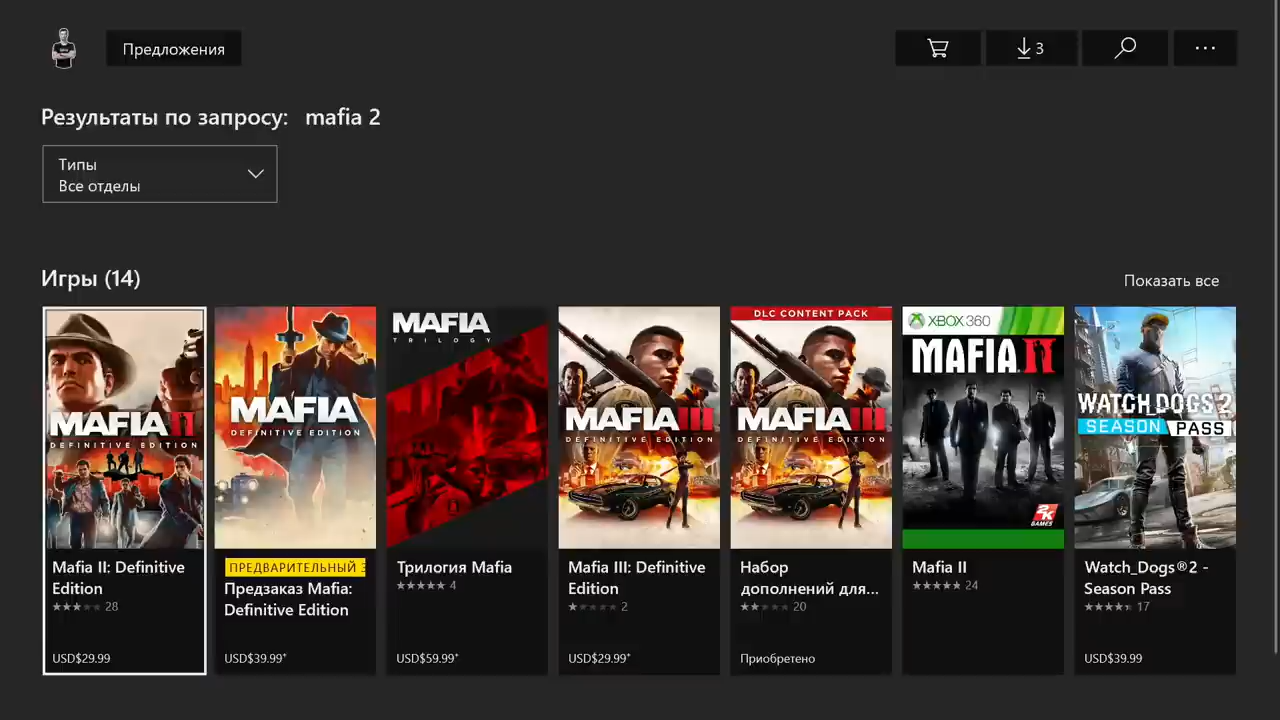 Предложения
3
Результаты по запросу: mafia 2
Типы
Все отделы
Игры (14)
Показать все
MAFIA II
DEFINITIVE EDITION
Mafia II: Definitive
Edition
28
USD$29.99
MAFIA
DEFINITIVE EDITION
ПРЕДВАРИТЕЛЬНЫЙ З
Предзаказ Mafia:
Definitive Edition
USD$39.99*
MAFIA
TRILOGY
Трилогия Mafia
4
USD$59.99*
MAFIA III
DEFINITIVE EDITION
Mafia III: Definitive
Edition
2
USD$29.99*
DLC CONTENT PACK
MAFIA III
DEFINITIVE EDITION
Набор
дополнений для...
20
Приобретено
XBOX 360
MAFIA II
2K
GAMES
Mafia II
24
WATCH_DOGS 2
SEASON PASS
Watch_Dogs®2 -
Season Pass
17
USD$39.99